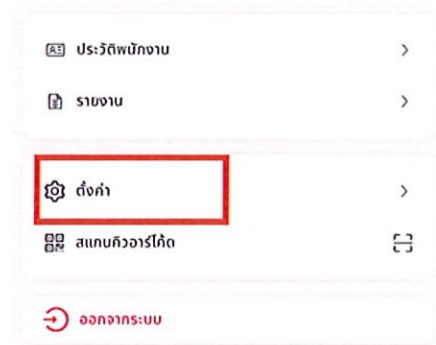 ประวัติพนักงาน
รายงาน
ตั้งค่า
สแกนคิวอาร์โค้ด
ออกจากระบบ